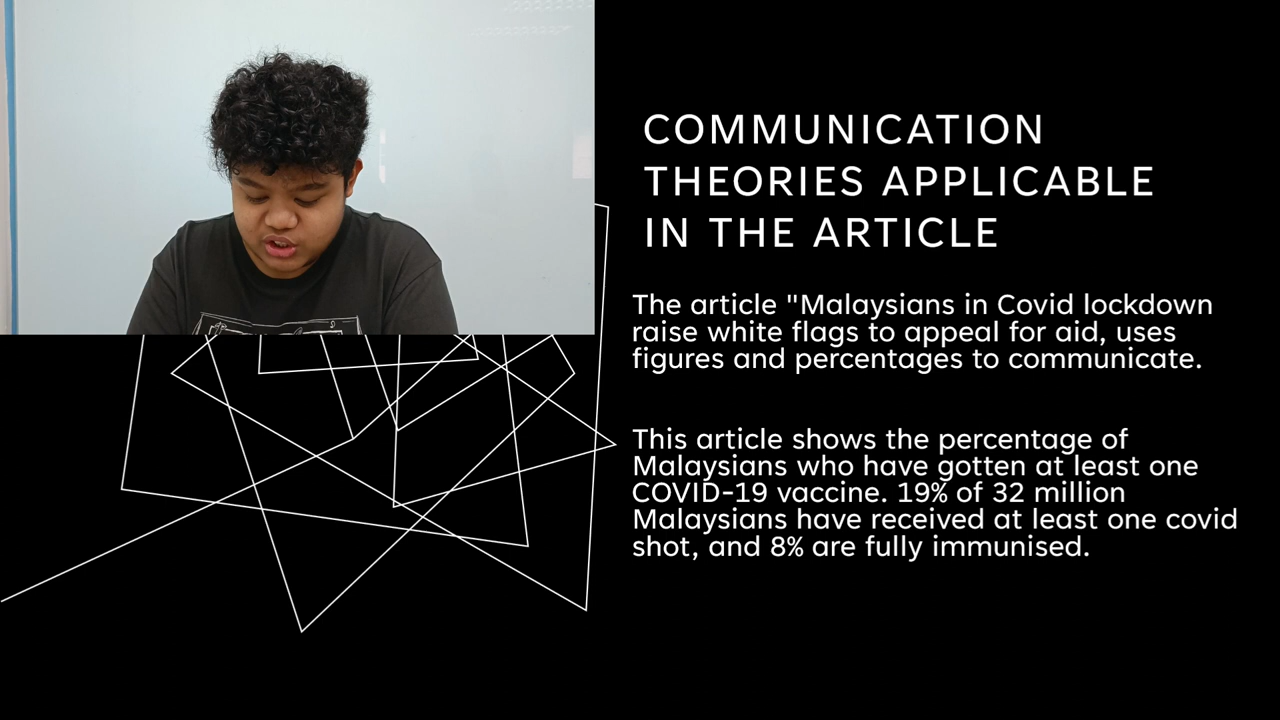 COMMUNICATION
THEORIES APPLICABLE
IN THE ARTICLE
The article "Malaysians in Covid lockdown
raise white flags to appeal for aid, uses
figures and percentages to communicate.
This article shows the percentage of
Malaysians who have gotten at least one
COVID-19 vaccine. 19% of 32 million
Malaysians have received at least one covid
shot, and 8% are fully immunised.